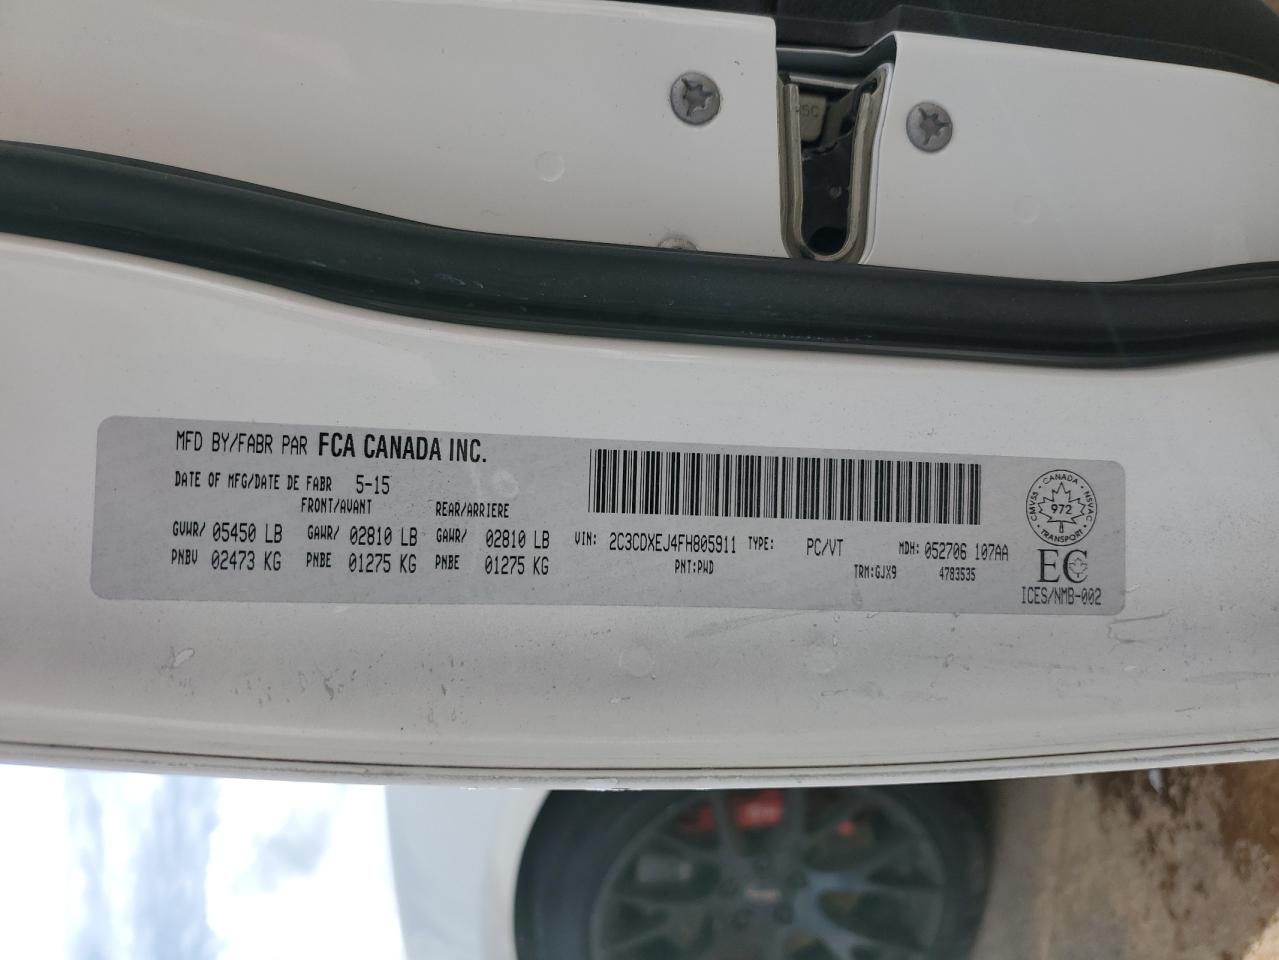 MFD BY/FABR PAR FCA CANADA INC.
DATE OF MFG/DATE DE FABR 5-15
FRONT/AVANT REAR/ARRIERE
GVWR/ 05450 LB GAWR/ 02810 LB GAWR/ 02810 LB
PNBV 02473 KG PNBE 01275 KG PNBE 01275 KG
VIN: 2C3CDXEJ4FH805911 TYPE: PC/VT MDH: 052706 107AA
PNT:PWD TRM:GJX9 4783535
CANADA
CMVSS NSVAC
972
TRANSPORT
EC
ICES/NMB-002